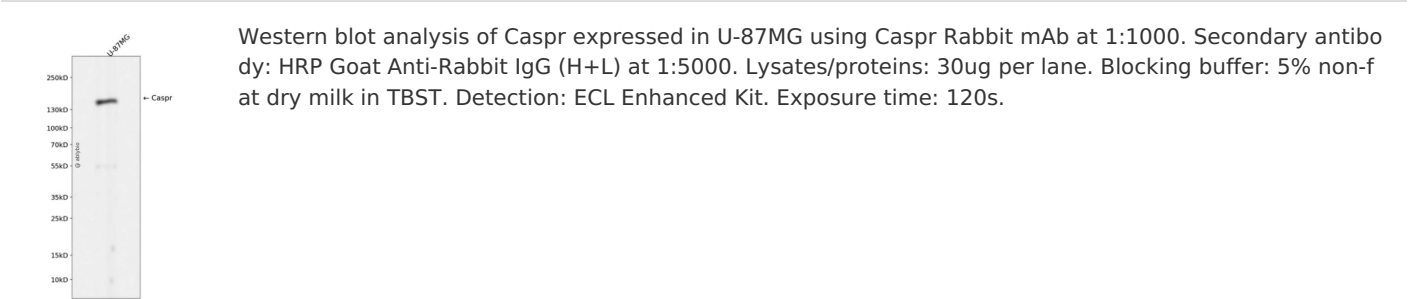 U-87MG
250kD
← Caspr
130kD
100kD
70kD
55kD
@ abybio
35kD
25kD
15kD
10kD
Western blot analysis of Caspr expressed in U-87MG using Caspr Rabbit mAb at 1:1000. Secondary antibo
dy: HRP Goat Anti-Rabbit IgG (H+L) at 1:5000. Lysates/proteins: 30ug per lane. Blocking buffer: 5% non-f
at dry milk in TBST. Detection: ECL Enhanced Kit. Exposure time: 120s.